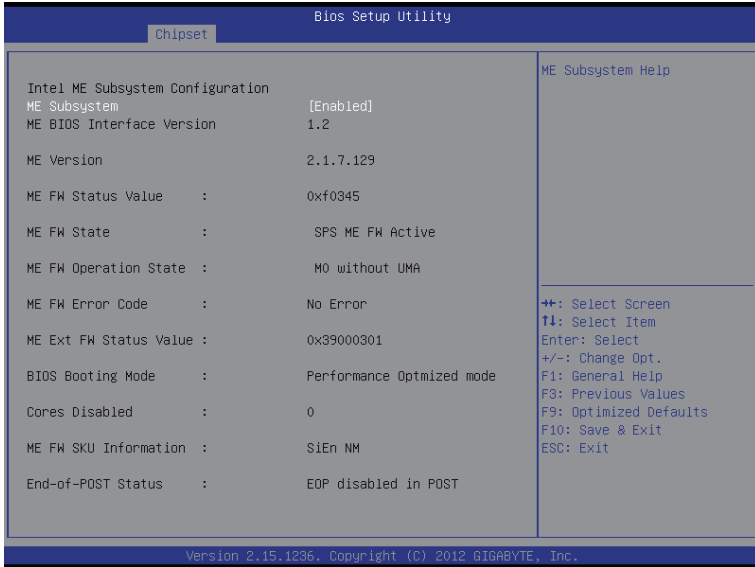 Bios Setup Utility
Chipset
Intel ME Subsystem Configuration
ME Subsystem [Enabled]
ME BIOS Interface Version 1.2
ME Version 2.1.7.129
ME FW Status Value : 0xf0345
ME FW State : SPS ME FW Active
ME FW Operation State : M0 without UMA
ME FW Error Code : No Error
ME Ext FW Status Value : 0x39000301
BIOS Booting Mode : Performance Optmized mode
Cores Disabled : 0
ME FW SKU Information : SiEn NM
End-of-POST Status : EOP disabled in POST
ME Subsystem Help
→←: Select Screen
↑↓: Select Item
Enter: Select
+/-: Change Opt.
F1: General Help
F3: Previous Values
F9: Optimized Defaults
F10: Save & Exit
ESC: Exit
Version 2.15.1236. Copyright (C) 2012 GIGABYTE, Inc.